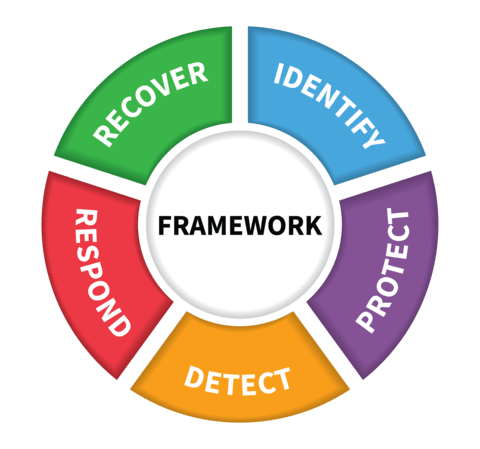 RECOVER
IDENTIFY
FRAMEWORK
RESPOND
PROTECT
DETECT